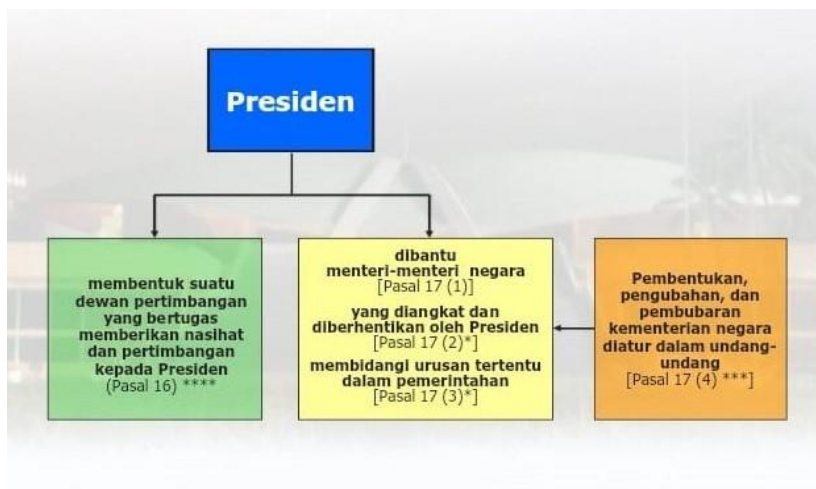 Presiden
membentuk suatu
dewan pertimbangan
yang bertugas
memberikan nasihat
dan pertimbangan
kepada Presiden
(Pasal 16) ****
dibantu
menteri-menteri negara
[Pasal 17 (1)]
yang diangkat dan
diberhentikan oleh Presiden
[Pasal 17 (2)*]
membidangi urusan tertentu
dalam pemerintahan
[Pasal 17 (3)*]
Pembentukan,
pengubahan, dan
pembubaran
kementerian negara
diatur dalam undang-
undang
[Pasal 17 (4) ***]